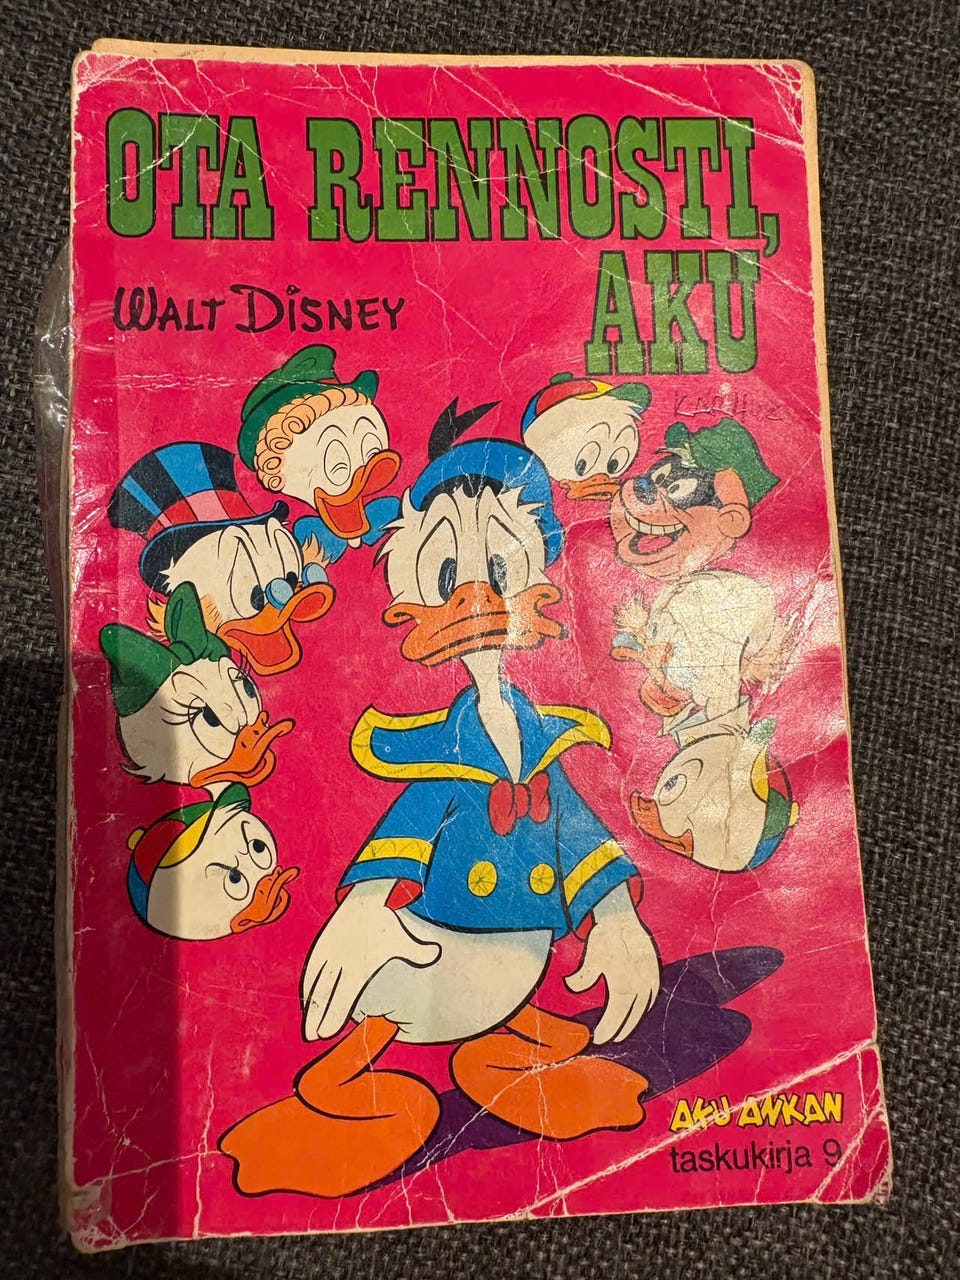 OTA RENNOSTI,
AKU
WALT DISNEY
AKU ANKAN
taskukirja 9